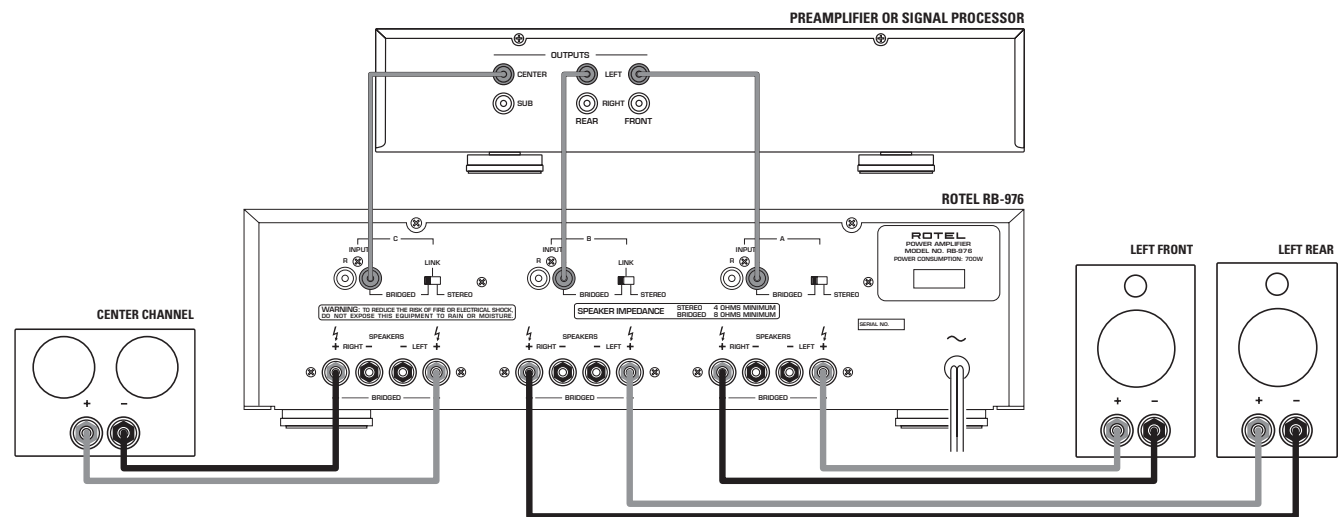 PREAMPLIFIER OR SIGNAL PROCESSOR
OUTPUTS
CENTER
LEFT
SUB
RIGHT
REAR
FRONT
ROTEL RB-976
C
INPUT
R
LINK
BRIDGED
STEREO
B
INPUT
R
LINK
BRIDGED
STEREO
A
INPUT
R
BRIDGED
STEREO
ROTEL
POWER AMPLIFIER
MODEL NO. RB-976
POWER CONSUMPTION: 700W
WARNING: TO REDUCE THE RISK OF FIRE OR ELECTRICAL SHOCK,
DO NOT EXPOSE THIS EQUIPMENT TO RAIN OR MOISTURE.
SPEAKER IMPEDANCE
STEREO 4 OHMS MINIMUM
BRIDGED 8 OHMS MINIMUM
SERIAL NO.
SPEAKERS
+ RIGHT – – LEFT +
BRIDGED
SPEAKERS
+ RIGHT – – LEFT +
BRIDGED
SPEAKERS
+ RIGHT – – LEFT +
BRIDGED
CENTER CHANNEL
+ –
LEFT FRONT
+ –
LEFT REAR
+ –